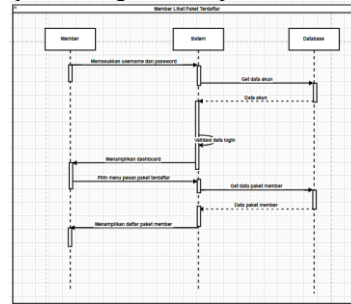 Member Lihat Paket Terdaftar
Member
Sistem
Database
Memasukkan username dan password
Get data akun
Data akun
validasi data login
Menampilkan dashboard
Pilih menu pesan paket terdaftar
Get data paket member
Data paket member
Menampilkan daftar paket member